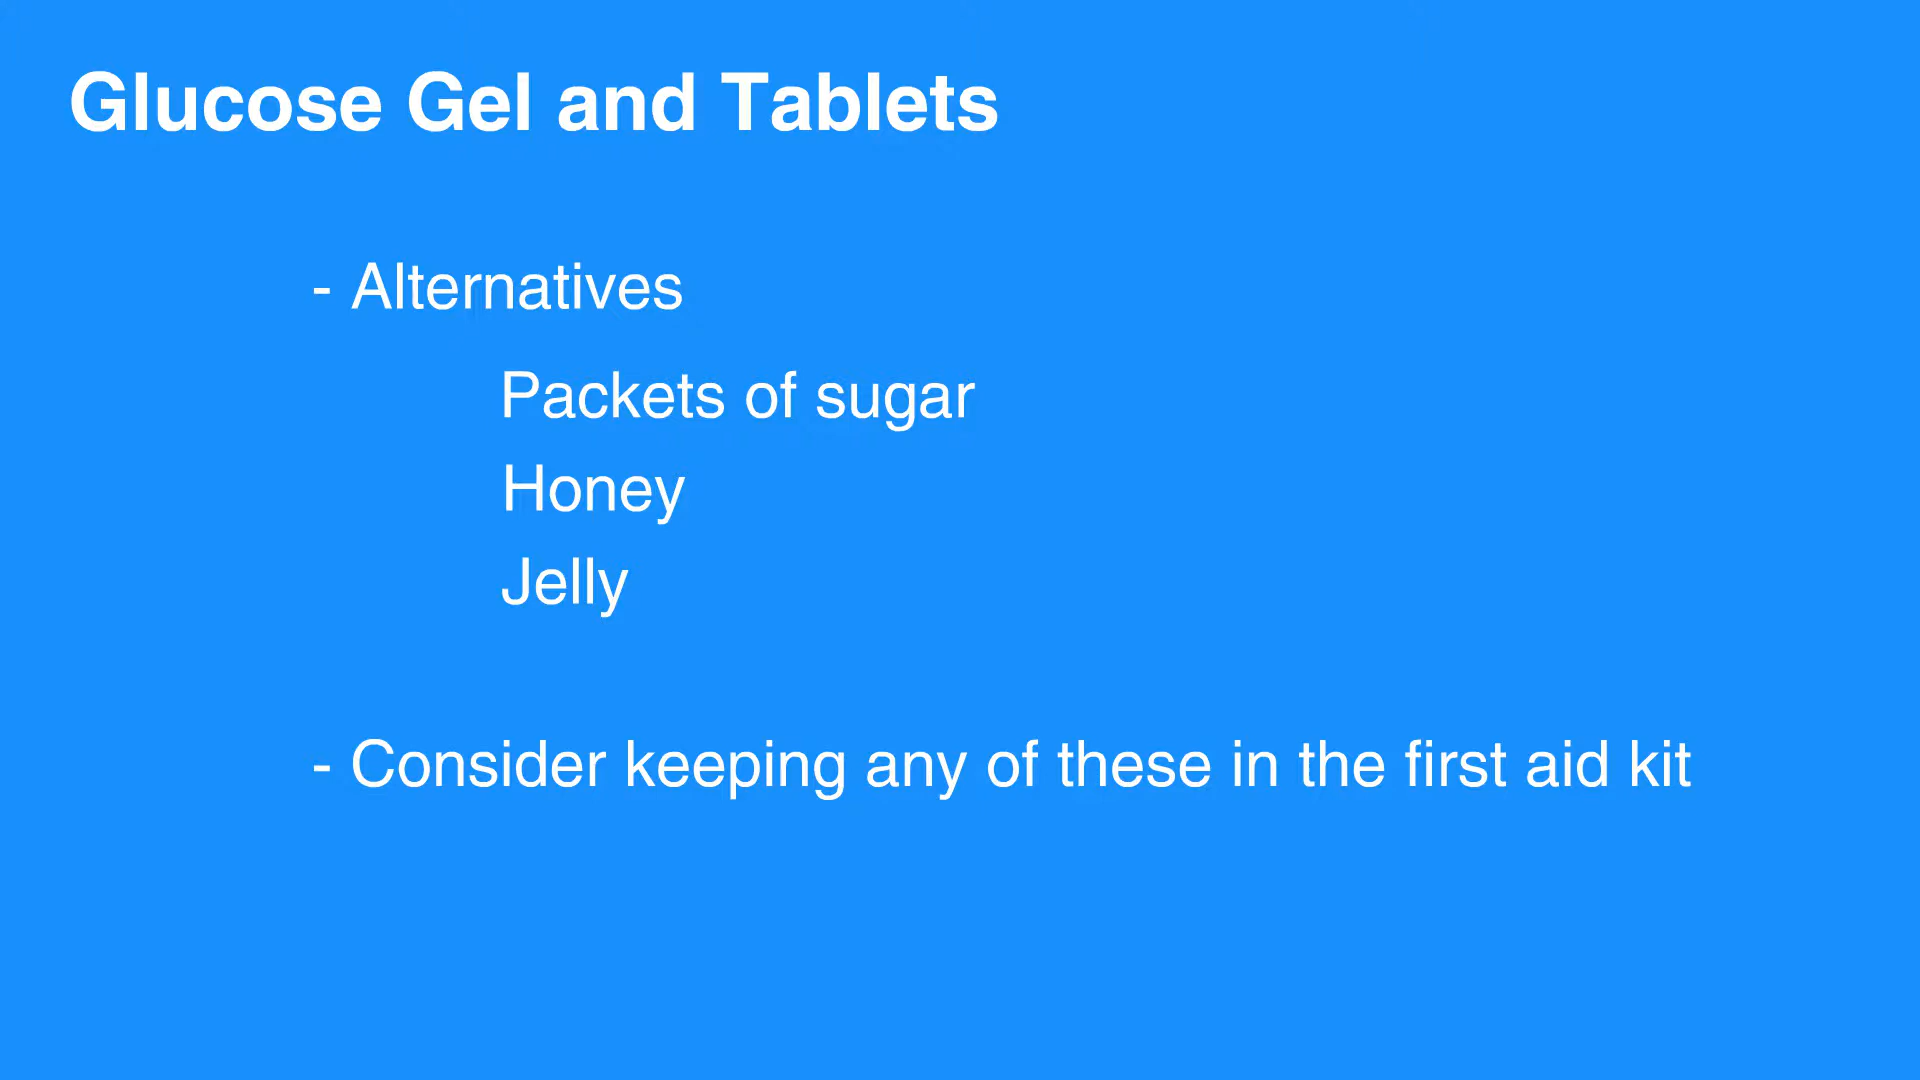 Glucose Gel and Tablets
- Alternatives
Packets of sugar
Honey
Jelly
- Consider keeping any of these in the first aid kit